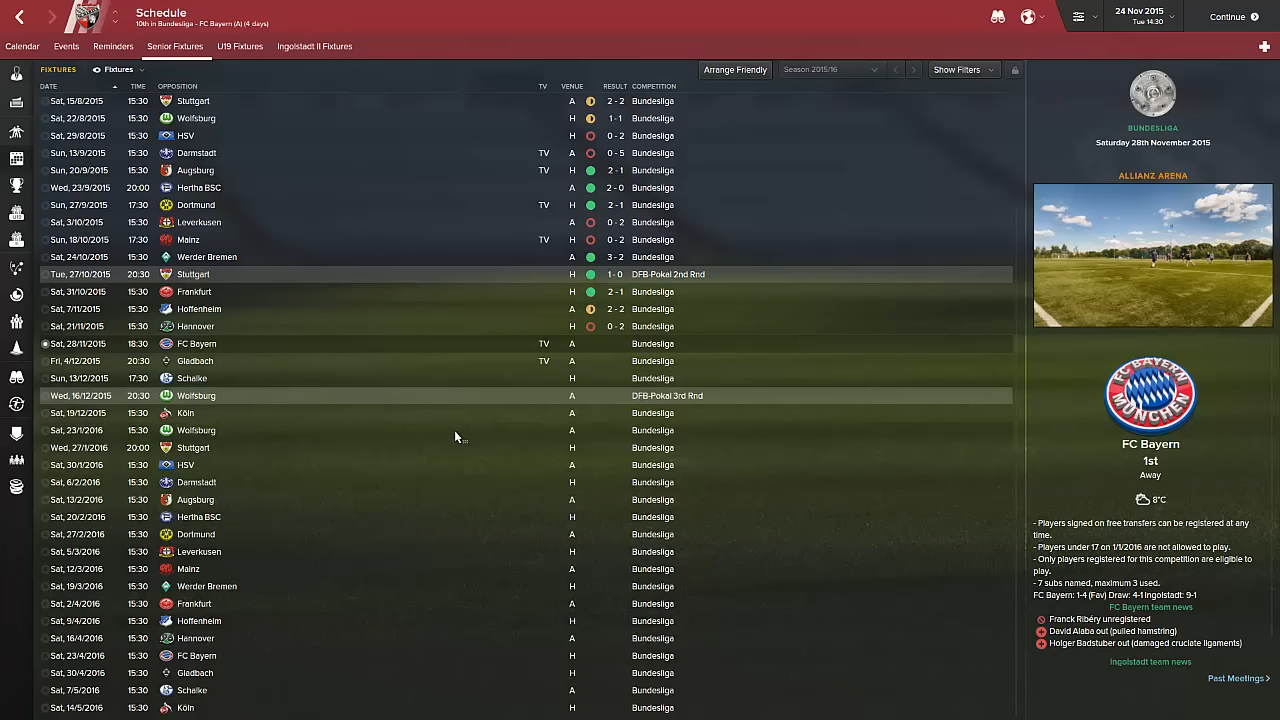 Schedule
10th in Bundesliga - FC Bayern (A) (4 days)
24 Nov 2015
Tue 14:30
Continue
Calendar Events Reminders Senior Fixtures U19 Fixtures Ingolstadt II Fixtures
FIXTURES Fixtures Arrange Friendly Season 2015/16 Show Filters
DATE TIME OPPOSITION TV VENUE RESULT COMPETITION
Sat, 15/8/2015 15:30 Stuttgart A 2 - 2 Bundesliga
Sat, 22/8/2015 15:30 Wolfsburg H 1 - 1 Bundesliga
Sat, 29/8/2015 15:30 HSV H 0 - 2 Bundesliga
Sun, 13/9/2015 15:30 Darmstadt TV A 0 - 5 Bundesliga
Sun, 20/9/2015 15:30 Augsburg TV H 2 - 1 Bundesliga
Wed, 23/9/2015 20:00 Hertha BSC A 2 - 0 Bundesliga
Sun, 27/9/2015 17:30 Dortmund TV H 2 - 1 Bundesliga
Sat, 3/10/2015 15:30 Leverkusen A 0 - 2 Bundesliga
Sun, 18/10/2015 17:30 Mainz TV H 0 - 2 Bundesliga
Sat, 24/10/2015 15:30 Werder Bremen A 3 - 2 Bundesliga
Tue, 27/10/2015 20:30 Stuttgart H 1 - 0 DFB-Pokal 2nd Rnd
Sat, 31/10/2015 15:30 Frankfurt H 2 - 1 Bundesliga
Sat, 7/11/2015 15:30 Hoffenheim A 2 - 2 Bundesliga
Sat, 21/11/2015 15:30 Hannover H 0 - 2 Bundesliga
Sat, 28/11/2015 18:30 FC Bayern TV A Bundesliga
Fri, 4/12/2015 20:30 Gladbach TV A Bundesliga
Sun, 13/12/2015 17:30 Schalke H Bundesliga
Wed, 16/12/2015 20:30 Wolfsburg A DFB-Pokal 3rd Rnd
Sat, 19/12/2015 15:30 Köln A Bundesliga
Sat, 23/1/2016 15:30 Wolfsburg A Bundesliga
Wed, 27/1/2016 20:00 Stuttgart H Bundesliga
Sat, 30/1/2016 15:30 HSV A Bundesliga
Sat, 6/2/2016 15:30 Darmstadt H Bundesliga
Sat, 13/2/2016 15:30 Augsburg A Bundesliga
Sat, 20/2/2016 15:30 Hertha BSC H Bundesliga
Sat, 27/2/2016 15:30 Dortmund A Bundesliga
Sat, 5/3/2016 15:30 Leverkusen H Bundesliga
Sat, 12/3/2016 15:30 Mainz A Bundesliga
Sat, 19/3/2016 15:30 Werder Bremen H Bundesliga
Sat, 2/4/2016 15:30 Frankfurt A Bundesliga
Sat, 9/4/2016 15:30 Hoffenheim H Bundesliga
Sat, 16/4/2016 15:30 Hannover A Bundesliga
Sat, 23/4/2016 15:30 FC Bayern H Bundesliga
Sat, 30/4/2016 15:30 Gladbach H Bundesliga
Sat, 7/5/2016 15:30 Schalke A Bundesliga
Sat, 14/5/2016 15:30 Köln H Bundesliga
BUNDESLIGA
Saturday 28th November 2015
ALLIANZ ARENA
FC BAYERN
MÜNCHEN
FC Bayern
1st
Away
8°C
- Players signed on free transfers can be registered at any
time.
- Players under 17 on 1/1/2016 are not allowed to play.
- Only players registered for this competition are eligible to
play.
- 7 subs named, maximum 3 used.
FC Bayern: 1-4 (Fav) Draw: 4-1 Ingolstadt: 9-1
FC Bayern team news
Franck Ribéry unregistered
David Alaba out (pulled hamstring)
Holger Badstuber out (damaged cruciate ligaments)
Ingolstadt team news
Past Meetings >